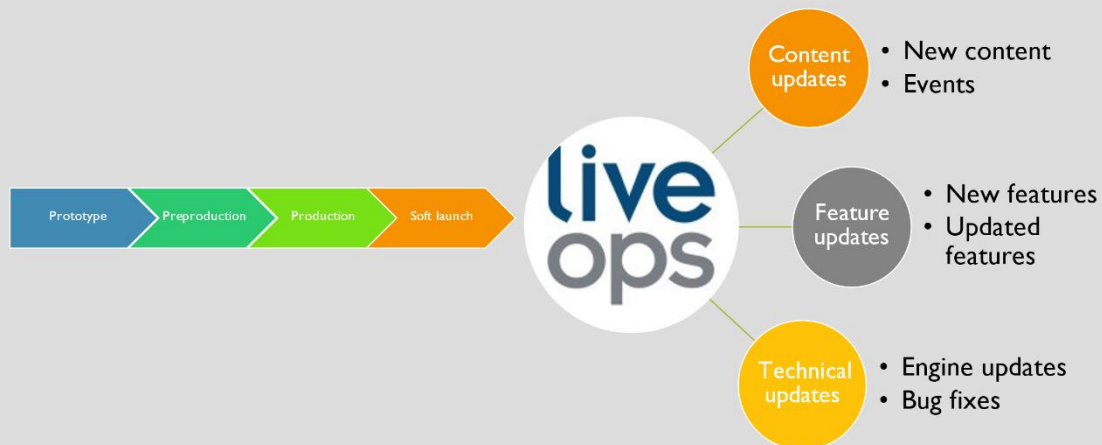 Prototype
Preproduction
Production
Soft launch
live
ops
Content
updates
• New content
• Events
Feature
updates
• New features
• Updated
features
Technical
updates
• Engine updates
• Bug fixes